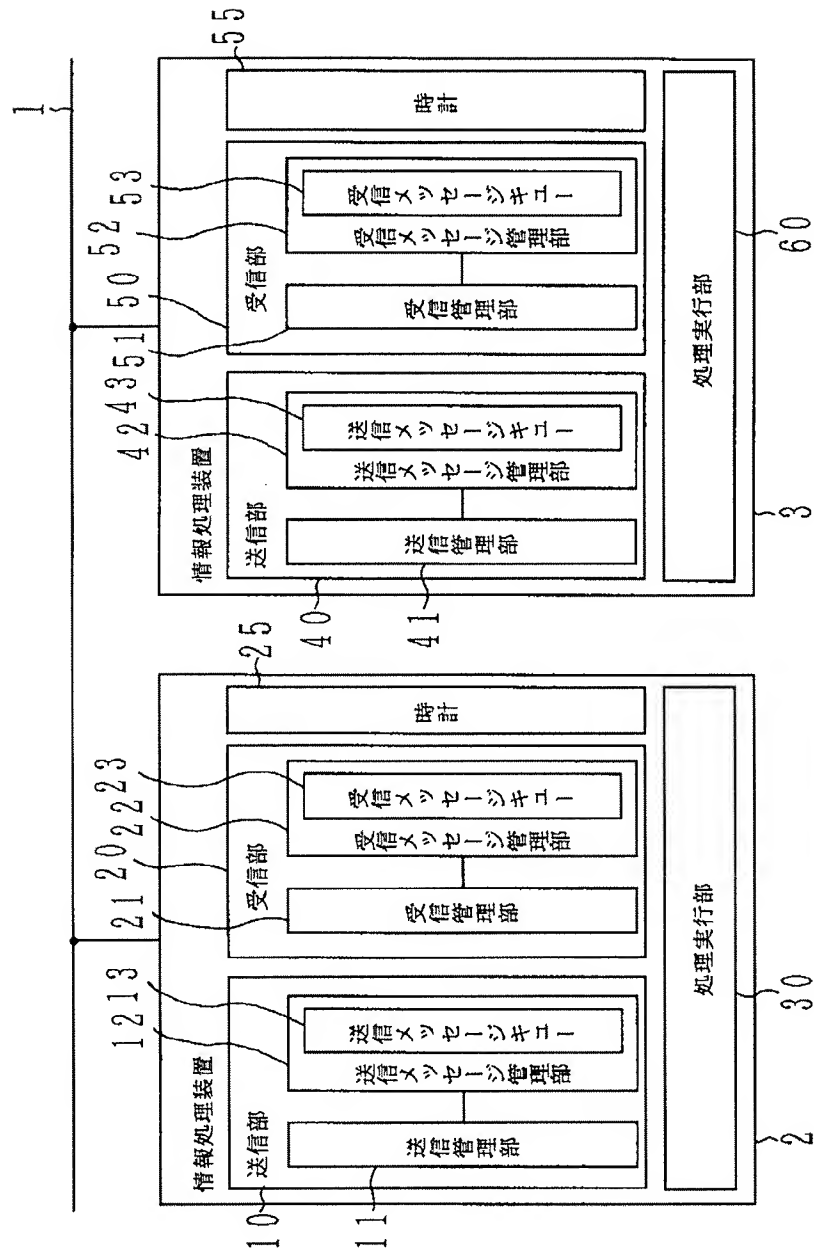 1
情報処理装置
10
送信部
11
送信管理部
12
送信メッセージ管理部
13
送信メッセージキュー
20
受信部
21
受信管理部
22
受信メッセージ管理部
23
受信メッセージキュー
25
時計
処理実行部
30
2
情報処理装置
40
送信部
41
送信管理部
42
送信メッセージ管理部
43
送信メッセージキュー
50
受信部
51
受信管理部
52
受信メッセージ管理部
53
受信メッセージキュー
55
時計
処理実行部
60
3